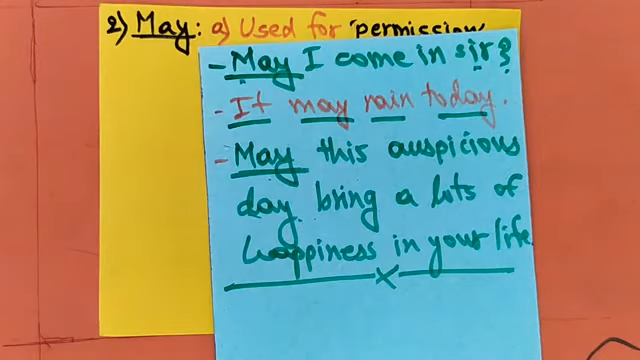 2) May: a) Used for 'permission
- May I come in sir?
- It may rain today.
- May this auspicious
day bring a lots of
happiness in your life